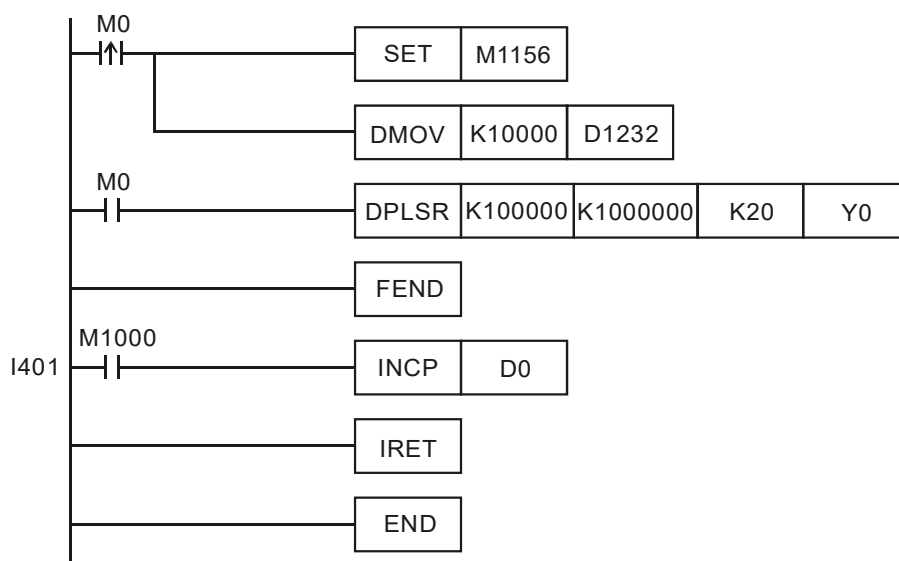 M0
SET M1156
DMOV K10000 D1232
M0
DPLSR K100000 K1000000 K20 Y0
FEND
M1000
I401 INCP D0
IRET
END